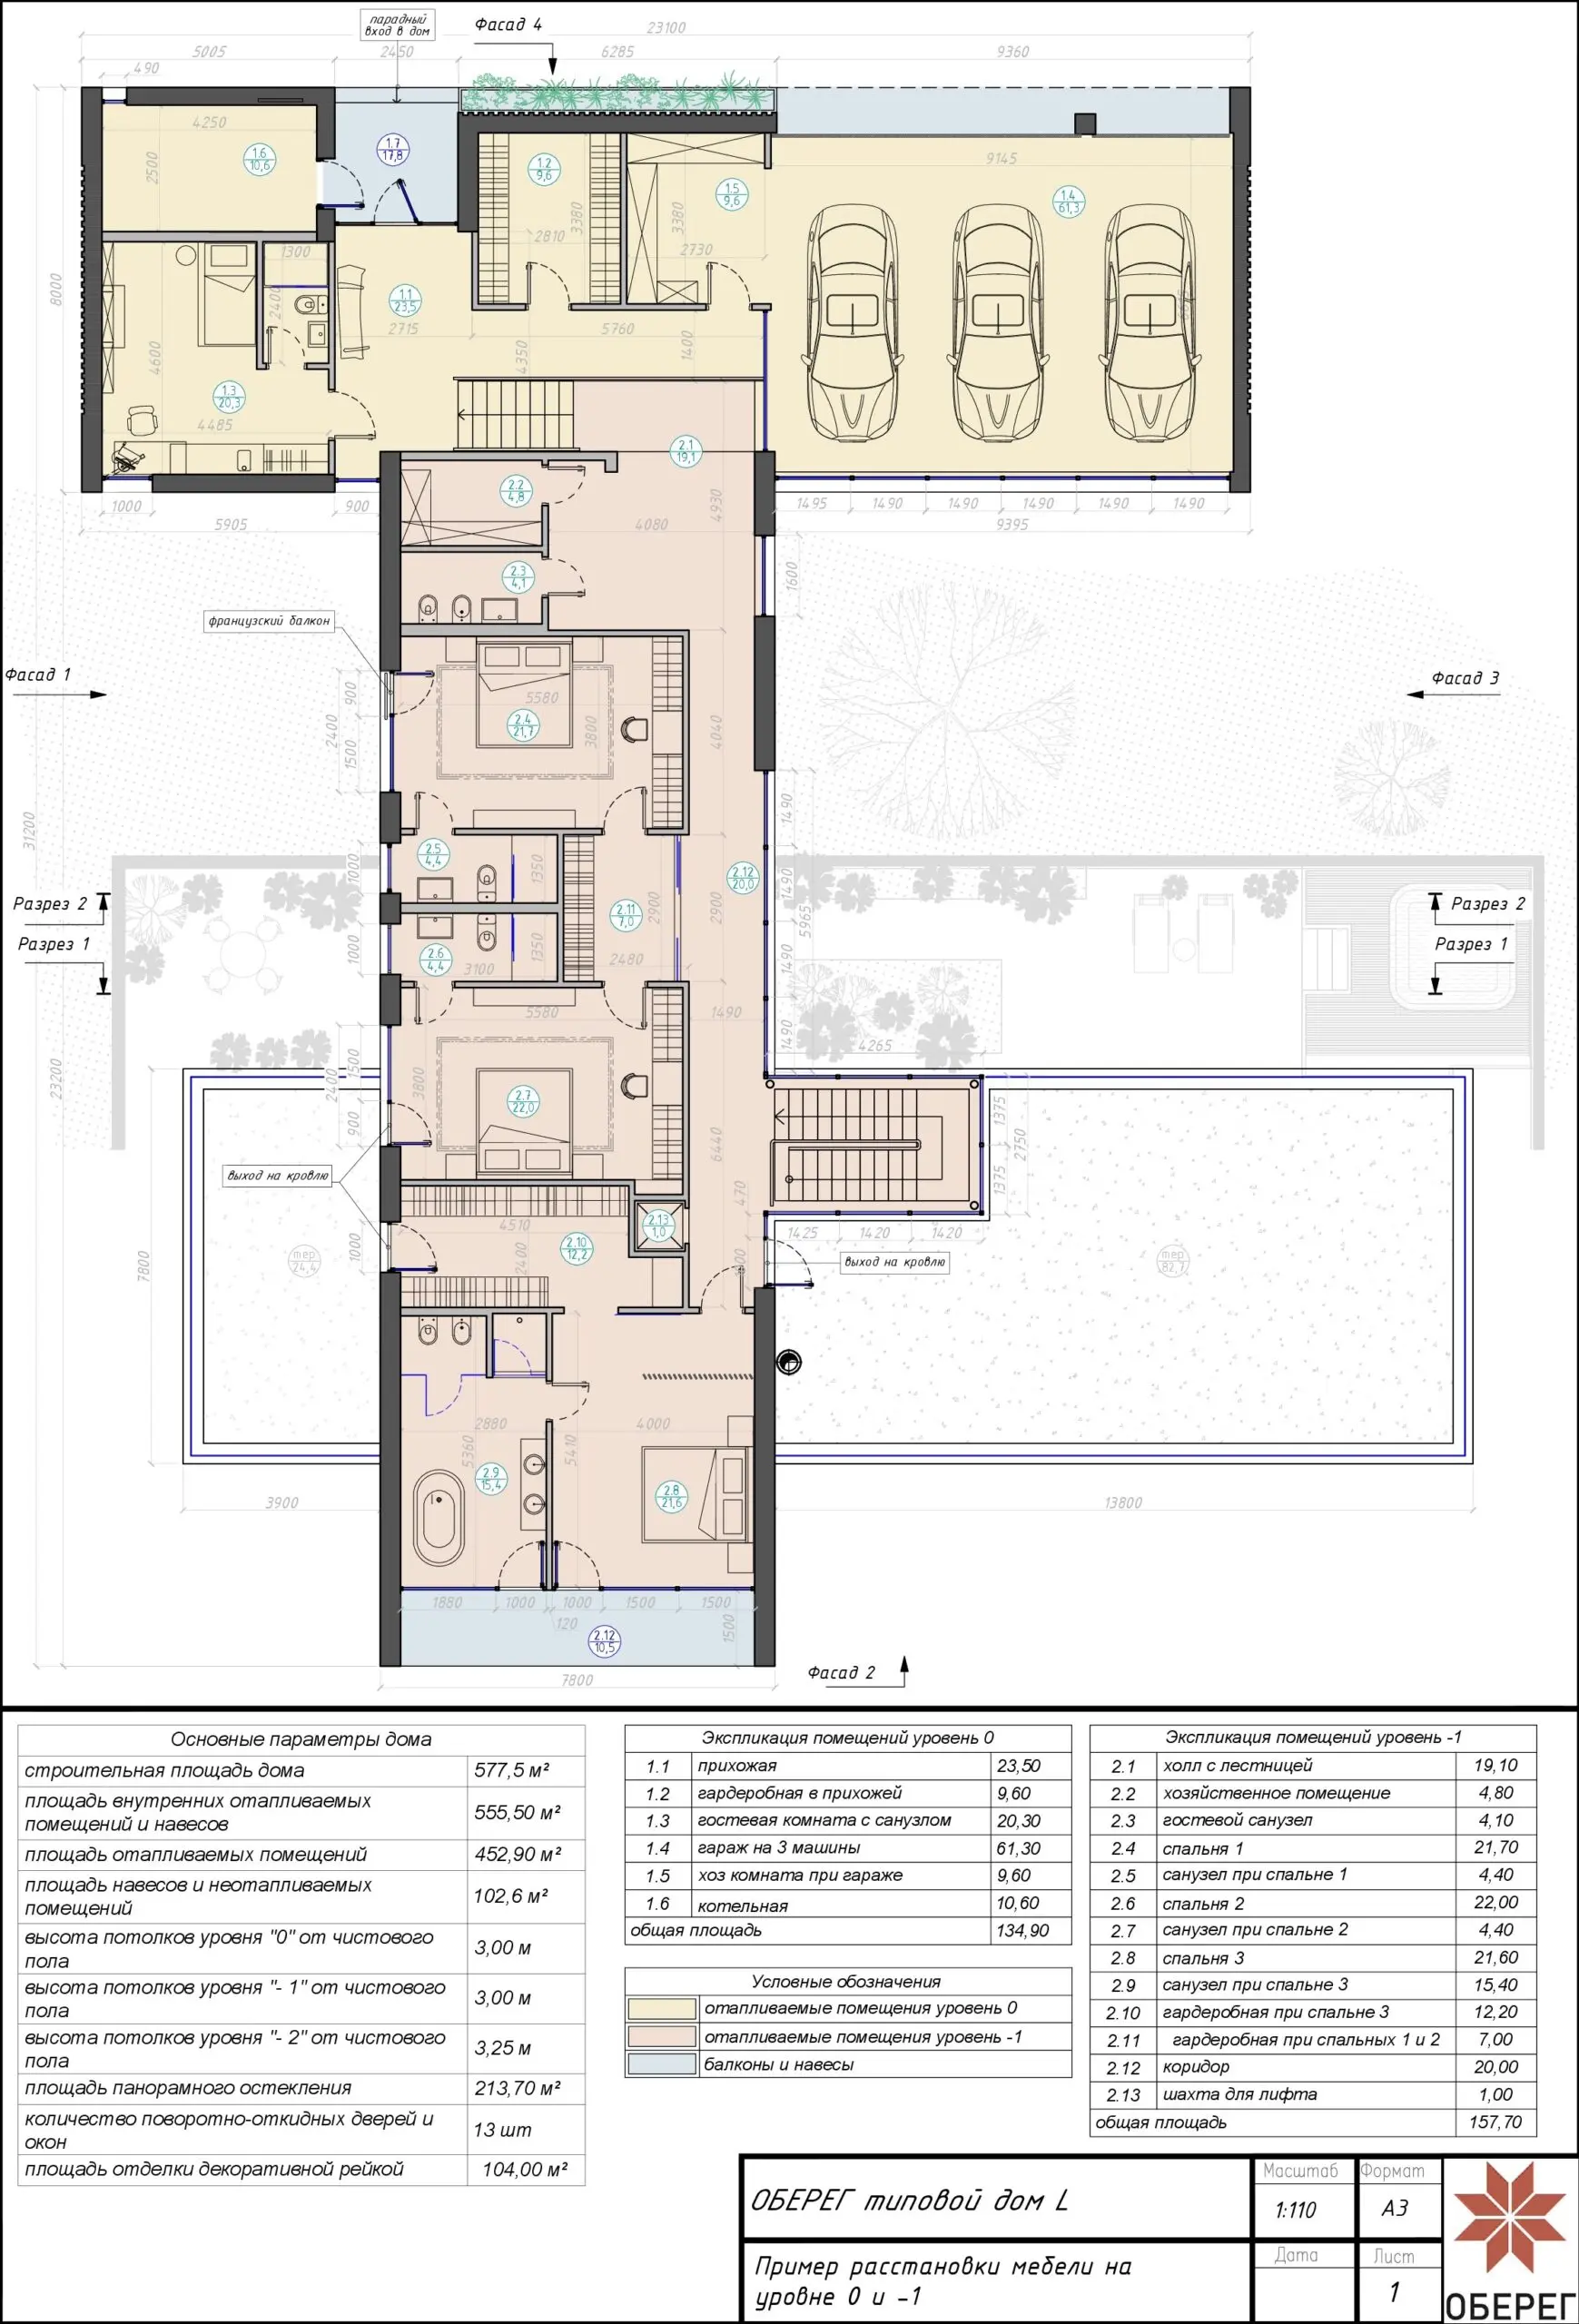 парадный
вход в дом
Фасад 4
23100
5005
2450
6285
9360
490
4250
2500
1.6
10,6
1.7
17,8
1.2
9,6
3380
2810
1.5
9,6
3380
2730
9145
1.4
61,3
8000
1300
2400
1.1
23,5
2715
5760
4350
1400
4600
1.3
20,3
4485
2.1
19,1
1000
900
5905
2.2
4,8
4930
4080
1495
1490
1490
1490
1490
1490
9395
2.3
4,1
1600
французский балкон
Фасад 1
Фасад 3
900
2400
1500
5580
2.4
21,7
3800
4040
1490
31200
2.5
4,4
1350
1000
2.12
20,0
1490
5965
Разрез 2
Разрез 1
2.11
7,0
2900
2900
Разрез 2
Разрез 1
1000
2.6
4,4
3100
1350
2480
1490
5580
1490
1490
4265
23200
2400
1500
900
3800
2.7
22,0
6440
1375
2750
1375
выход на кровлю
470
4510
2.13
1,0
1425
1420
1420
2.10
12,2
2400
1000
выход на кровлю
7800
тер
24,4
тер
82,7
2880
4000
5360
5410
2.9
15,4
2.8
21,6
3900
13800
1880
1000
1000
1500
1500
120
1500
2.12
10,5
7800
Фасад 2
Основные параметры дома
строительная площадь дома 577,5 м²
площадь внутренних отапливаемых
помещений и навесов 555,50 м²
площадь отапливаемых помещений 452,90 м²
площадь навесов и неотапливаемых
помещений 102,6 м²
высота потолков уровня "0" от чистового
пола 3,00 м
высота потолков уровня "- 1" от чистового
пола 3,00 м
высота потолков уровня "- 2" от чистового
пола 3,25 м
площадь панорамного остекления 213,70 м²
количество поворотно-откидных дверей и
окон 13 шт
площадь отделки декоративной рейкой 104,00 м²
Экспликация помещений уровень 0
1.1 прихожая 23,50
1.2 гардеробная в прихожей 9,60
1.3 гостевая комната с санузлом 20,30
1.4 гараж на 3 машины 61,30
1.5 хоз комната при гараже 9,60
1.6 котельная 10,60
общая площадь 134,90
Условные обозначения
отапливаемые помещения уровень 0
отапливаемые помещения уровень -1
балконы и навесы
Экспликация помещений уровень -1
2.1 холл с лестницей 19,10
2.2 хозяйственное помещение 4,80
2.3 гостевой санузел 4,10
2.4 спальня 1 21,70
2.5 санузел при спальне 1 4,40
2.6 спальня 2 22,00
2.7 санузел при спальне 2 4,40
2.8 спальня 3 21,60
2.9 санузел при спальне 3 15,40
2.10 гардеробная при спальне 3 12,20
2.11 гардеробная при спальных 1 и 2 7,00
2.12 коридор 20,00
2.13 шахта для лифта 1,00
общая площадь 157,70
ОБЕРЕГ типовой дом L
Масштаб
1:110
Формат
А3
Пример расстановки мебели на
уровне 0 и -1
Дата
Лист
1
ОБЕРЕГ